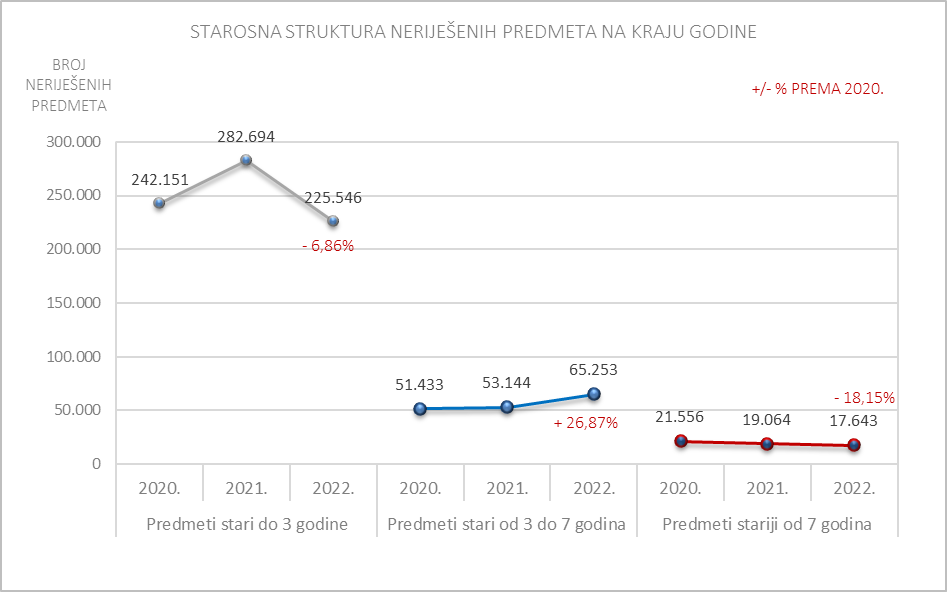 STAROSNA STRUKTURA NERIJEŠENIH PREDMETA NA KRAJU GODINE
BROJ
NERIJEŠENIH
PREDMETA
+/- % PREMA 2020.
300.000
250.000
200.000
150.000
100.000
50.000
0
242.151
282.694
225.546
- 6,86%
51.433
53.144
65.253
+ 26,87%
21.556
19.064
17.643
- 18,15%
2020. 2021. 2022. 2020. 2021. 2022. 2020. 2021. 2022.
Predmeti stari do 3 godine Predmeti stari od 3 do 7 godina Predmeti stariji od 7 godina